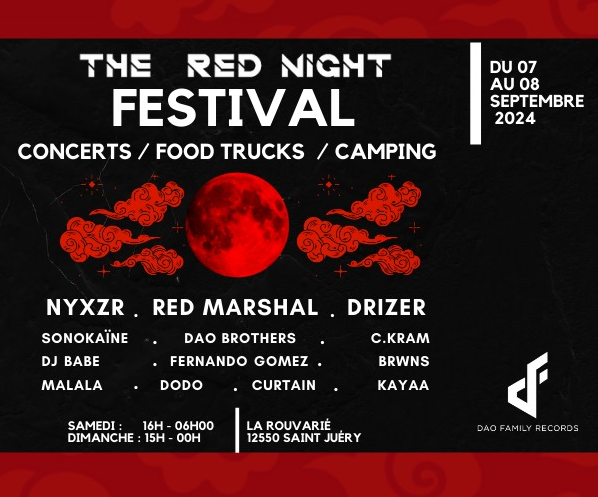 THE RED NIGHT
FESTIVAL
CONCERTS / FOOD TRUCKS / CAMPING
DU 07
AU 08
SEPTEMBRE
2024
NYXZR . RED MARSHAL . DRIZER
SONOKAÏNE . DAO BROTHERS . C.KRAM
DJ BABE . FERNANDO GOMEZ . BRWNS
MALALA . DODO . CURTAIN . KAYAA
SAMEDI : 16H - 06H00
DIMANCHE : 15H - 00H
LA ROUVARIÉ
12550 SAINT JUÉRY
DAO FAMILY RECORDS